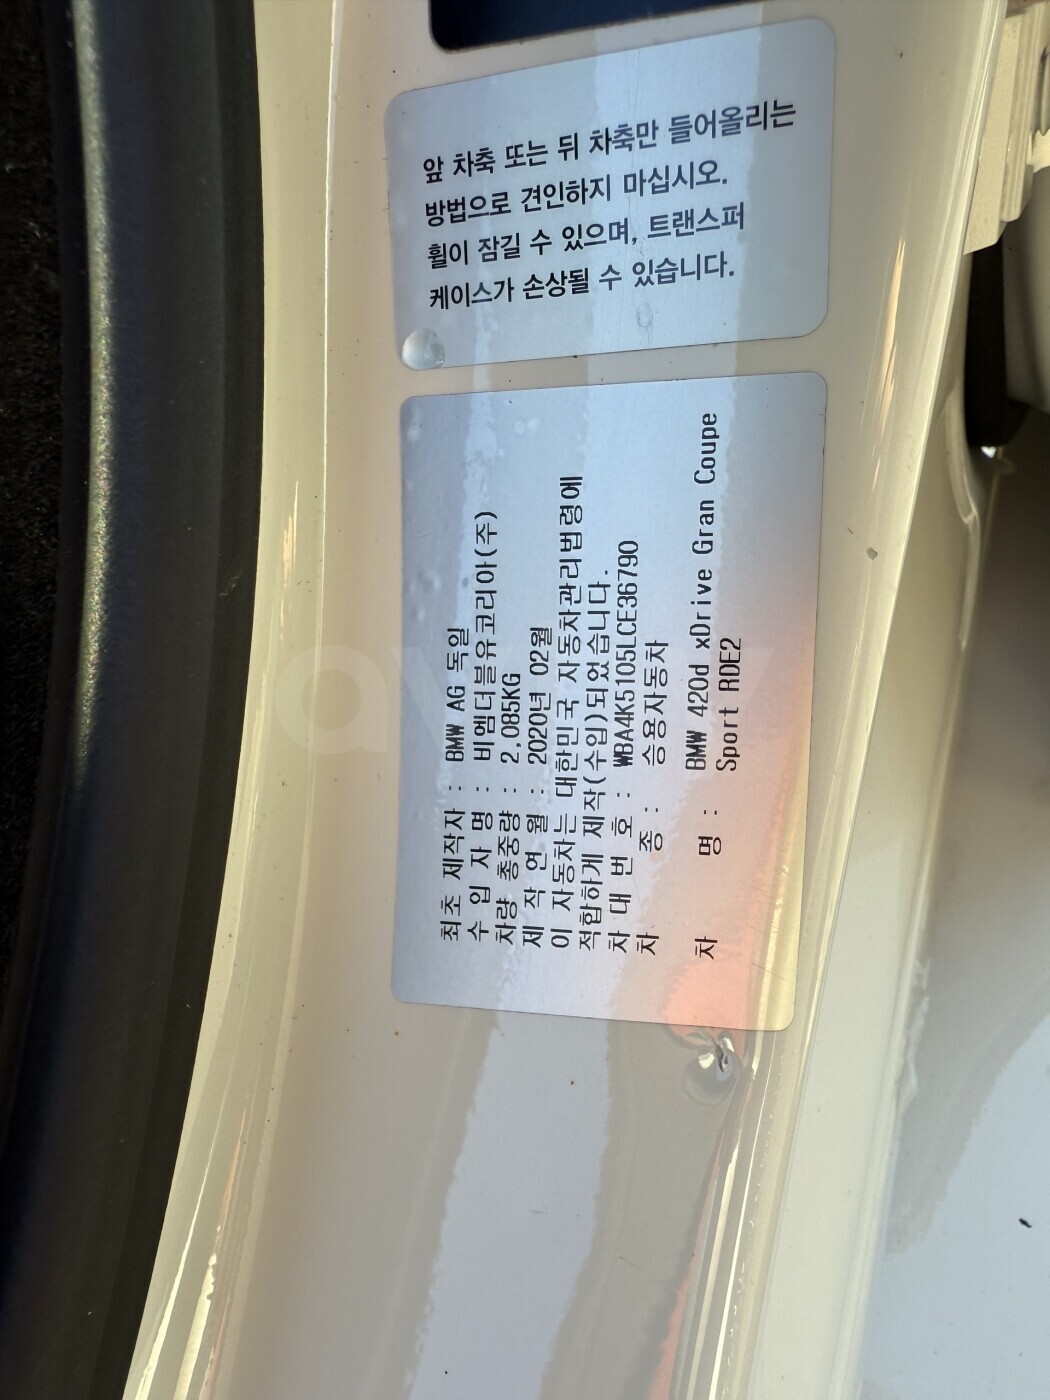 앞 차축 또는 뒤 차축만 들어올리는
방법으로 견인하지 마십시오.
휠이 잠길 수 있으며, 트랜스퍼
케이스가 손상될 수 있습니다.
최초 제작자 : BMW AG 독일
수 입 자 명 : 비엠더블유코리아(주)
차량 총중량 : 2,085KG
제 작 연 월 : 2020년 02월
이 자동차는 대한민국 자동차관리법령에
적합하게 제작(수입)되었습니다.
차 대 번 호 : WBA4K5105LCE36790
차 종 : 승용자동차
차 명 : BMW 420d xDrive Gran Coupe
Sport RDE2